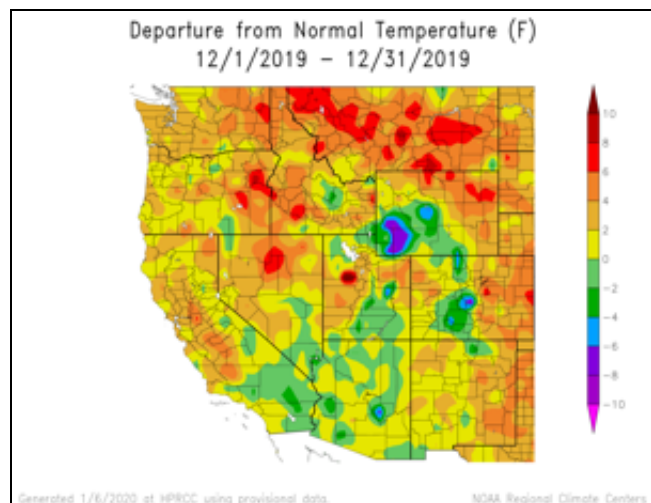 Departure from Normal Temperature (F)
12/1/2019 – 12/31/2019
10
8
6
4
2
0
-2
-4
-6
-8
-10
Generated 1/6/2020 at HPRCC using provisional data.
NOAA Regional Climate Centers